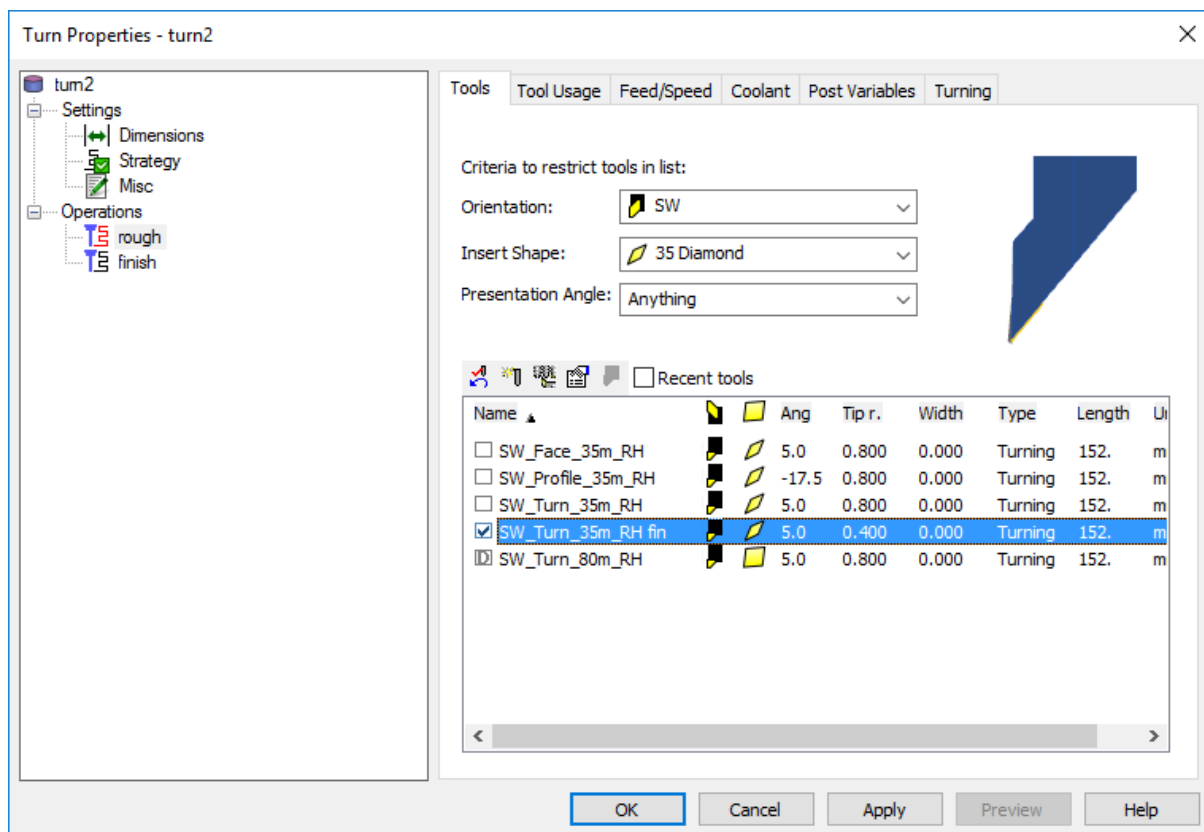 Turn Properties - turn2
turn2
Settings
Dimensions
Strategy
Misc
Operations
rough
finish
Tools Tool Usage Feed/Speed Coolant Post Variables Turning
Criteria to restrict tools in list:
Orientation: SW
Insert Shape: 35 Diamond
Presentation Angle: Anything
Recent tools
Name Ang Tip r. Width Type Length
SW_Face_35m_RH 5.0 0.800 0.000 Turning 152. m
SW_Profile_35m_RH -17.5 0.800 0.000 Turning 152. m
SW_Turn_35m_RH 5.0 0.800 0.000 Turning 152. m
SW_Turn_35m_RH fin 5.0 0.400 0.000 Turning 152. m
D SW_Turn_80m_RH 5.0 0.800 0.000 Turning 152. m
OK Cancel Apply Preview Help